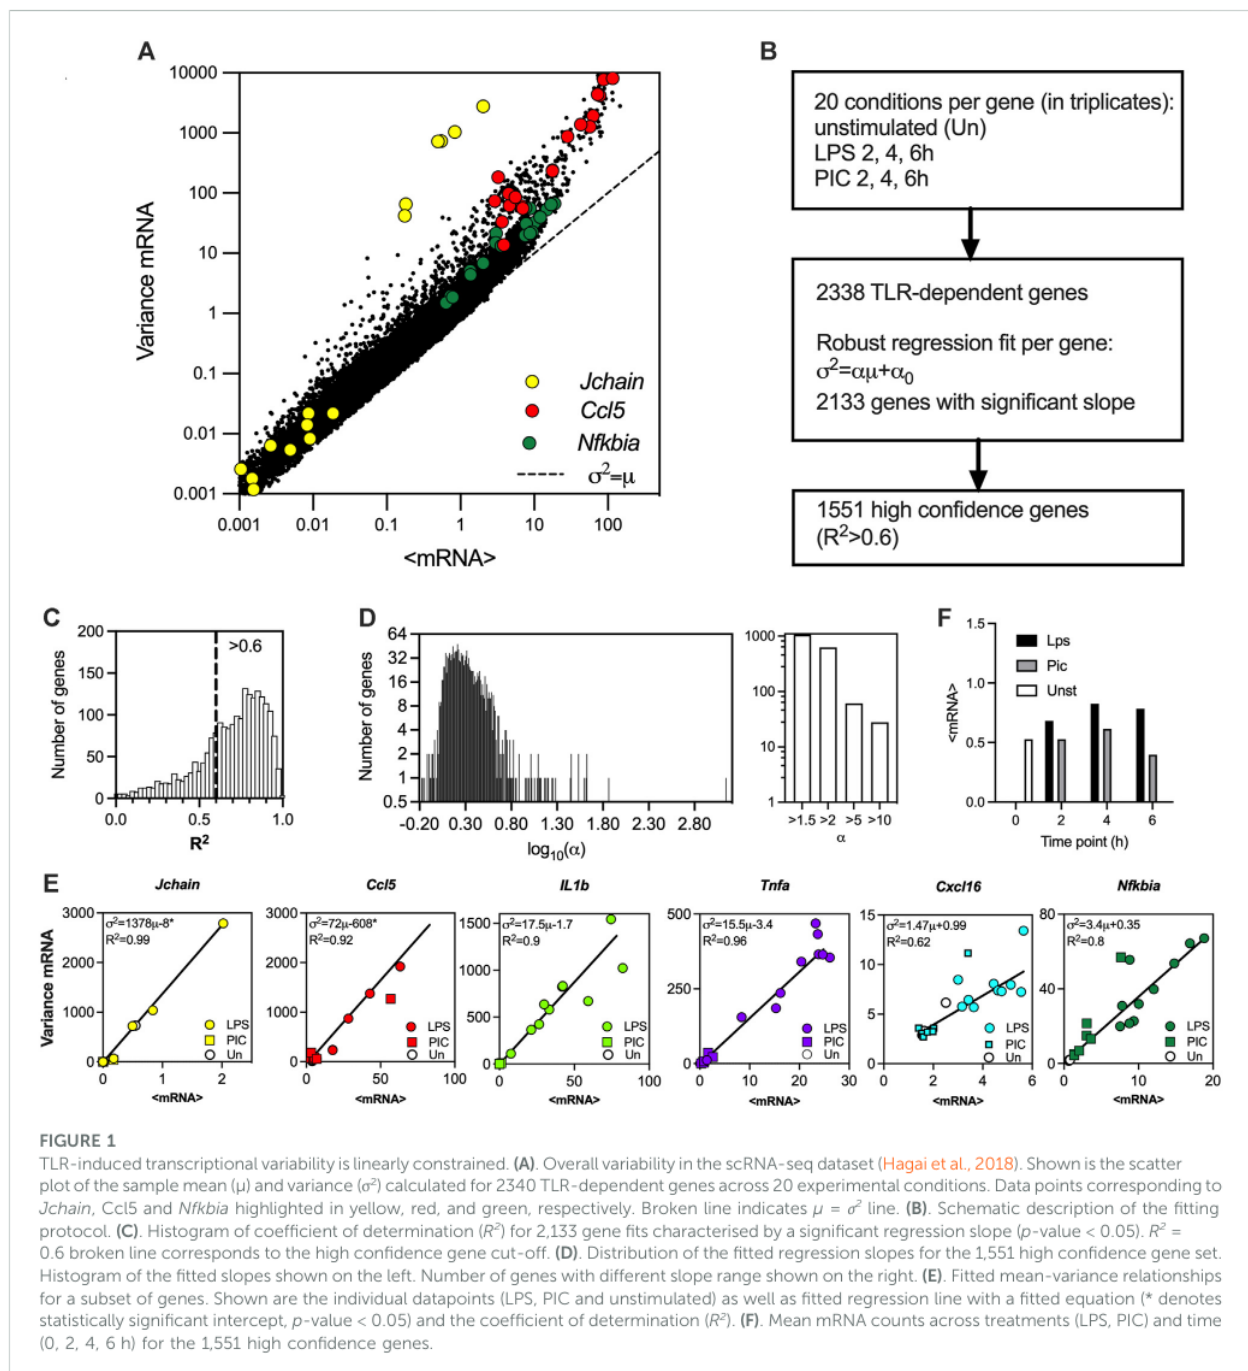 A
Variance mRNA
10000
1000
100
10
1
0.1
0.01
0.001
0.001
0.01
0.1
1
10
100
<mRNA>
Jchain
Ccl5
Nfkbia
σ²=μ
B
20 conditions per gene (in triplicates):
unstimulated (Un)
LPS 2, 4, 6h
PIC 2, 4, 6h
2338 TLR-dependent genes
Robust regression fit per gene:
σ²=αμ+α₀
2133 genes with significant slope
1551 high confidence genes
(R²>0.6)
C
Number of genes
200
150
100
50
0
>0.6
0.0
0.5
1.0
R²
D
Number of genes
64
32
16
8
4
2
1
0.5
-0.20
0.30
0.80
1.30
1.80
2.80
log₁₀(α)
1000
100
10
1
>1.5
>2
>5
>10
α
F
<mRNA>
1.5
1.0
0.5
0.0
Lps
Pic
Unst
0
2
4
6
Time point (h)
E
Variance mRNA
Jchain
σ²=1378μ-8*
R²=0.99
3000
2000
1000
0
LPS
PIC
Un
0
1
2
<mRNA>
Ccl5
σ²=72μ-608*
R²=0.92
3000
2000
1000
0
LPS
PIC
Un
0
50
100
<mRNA>
IL1b
σ²=17.5μ-1.7
R²=0.9
1500
1000
500
0
LPS
PIC
Un
0
50
100
<mRNA>
Tnfa
σ²=15.5μ-3.4
R²=0.96
500
250
0
LPS
PIC
Un
0
10
20
30
<mRNA>
Cxcl16
σ²=1.47μ+0.99
R²=0.62
15
10
5
0
LPS
PIC
Un
0
2
4
6
<mRNA>
Nfkbia
σ²=3.4μ+0.35
R²=0.8
80
40
0
LPS
PIC
Un
0
10
20
<mRNA>
FIGURE 1
TLR-induced transcriptional variability is linearly constrained. (A). Overall variability in the scRNA-seq dataset (Hagai et al., 2018). Shown is the scatter
plot of the sample mean (μ) and variance (σ²) calculated for 2340 TLR-dependent genes across 20 experimental conditions. Data points corresponding to
Jchain, Ccl5 and Nfkbia highlighted in yellow, red, and green, respectively. Broken line indicates μ = σ² line. (B). Schematic description of the fitting
protocol. (C). Histogram of coefficient of determination (R²) for 2,133 gene fits characterised by a significant regression slope (p-value < 0.05). R² =
0.6 broken line corresponds to the high confidence gene cut-off. (D). Distribution of the fitted regression slopes for the 1,551 high confidence gene set.
Histogram of the fitted slopes shown on the left. Number of genes with different slope range shown on the right. (E). Fitted mean-variance relationships
for a subset of genes. Shown are the individual datapoints (LPS, PIC and unstimulated) as well as fitted regression line with a fitted equation (* denotes
statistically significant intercept, p-value < 0.05) and the coefficient of determination (R²). (F). Mean mRNA counts across treatments (LPS, PIC) and time
(0, 2, 4, 6 h) for the 1,551 high confidence genes.